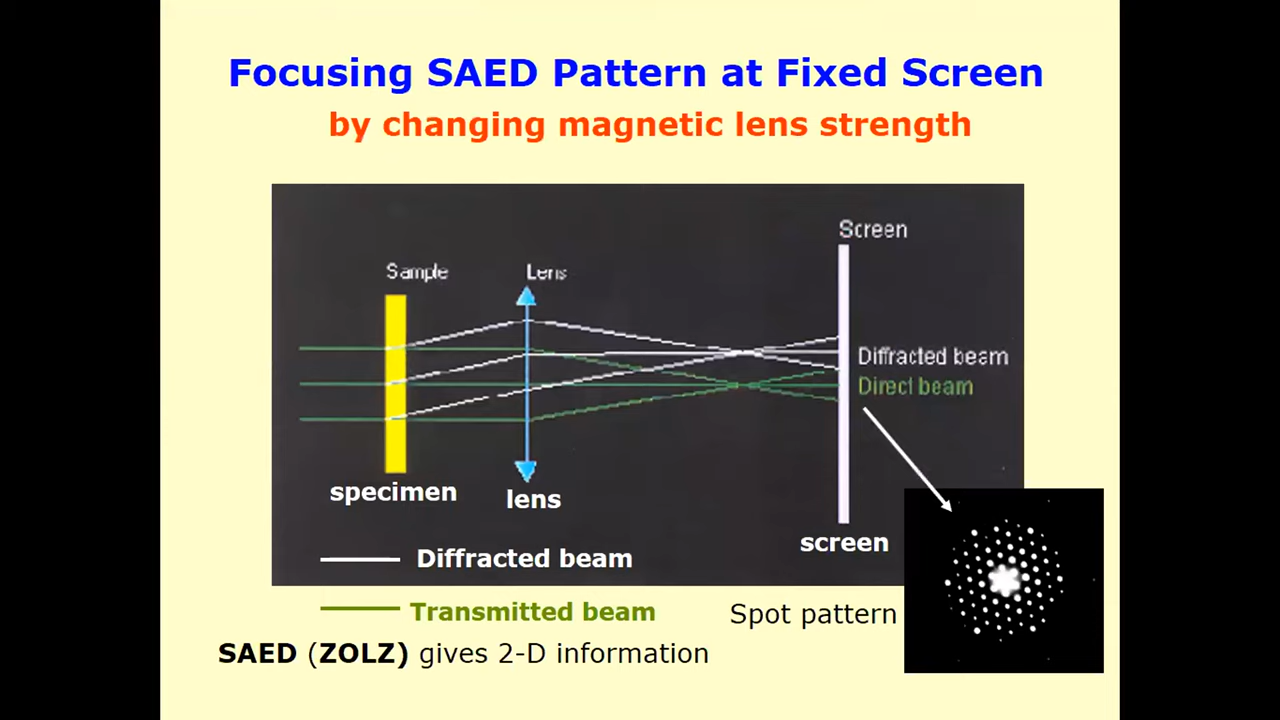 Focusing SAED Pattern at Fixed Screen
by changing magnetic lens strength
Screen
Sample
Lens
Diffracted beam
Direct beam
specimen
lens
screen
Diffracted beam
Transmitted beam
Spot pattern
SAED (ZOLZ) gives 2-D information